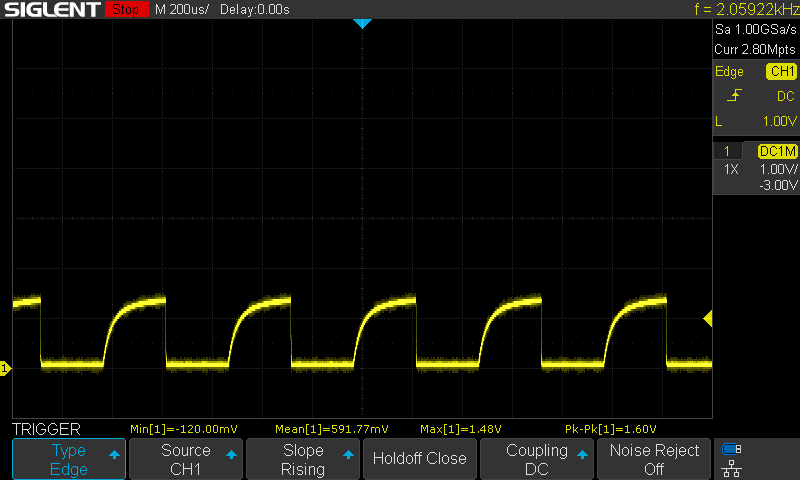 SIGLENT Stop M 200us/ Delay:0.00s f = 2.05922kHz
Sa 1.00GSa/s
Curr 2.80Mpts
Edge CH1
DC
L 1.00V
1 DC1M
1X 1.00V/
-3.00V
1
TRIGGER Min[1]=-120.00mV Mean[1]=591.77mV Max[1]=1.48V Pk-Pk[1]=1.60V
Type Source Slope Holdoff Close Coupling Noise Reject
Edge CH1 Rising DC Off